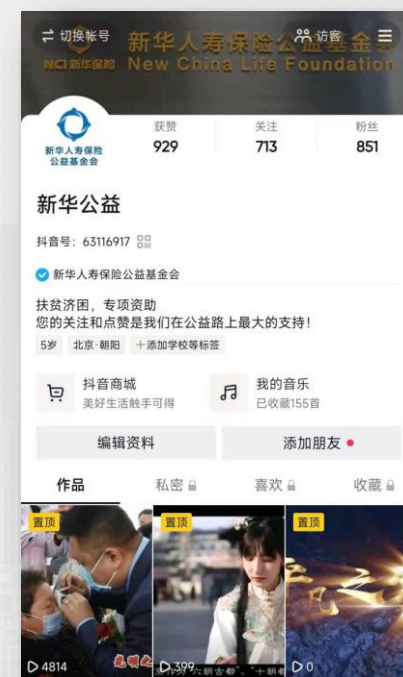 切换帐号
访客
新华人寿保险公益基金会
NCI 新华保险 New China Life Foundation
新华人寿保险
公益基金会
获赞 关注 粉丝
929 713 851
新华公益
抖音号：63116917
新华人寿保险公益基金会
扶贫济困，专项资助
您的关注和点赞是我们在公益路上最大的支持！
5岁 北京·朝阳 +添加学校等标签
抖音商城 我的音乐
美好生活触手可得 已收藏155首
编辑资料 添加朋友
作品 私密 喜欢 收藏
置顶 置顶 置顶
光明之
4814 399 0